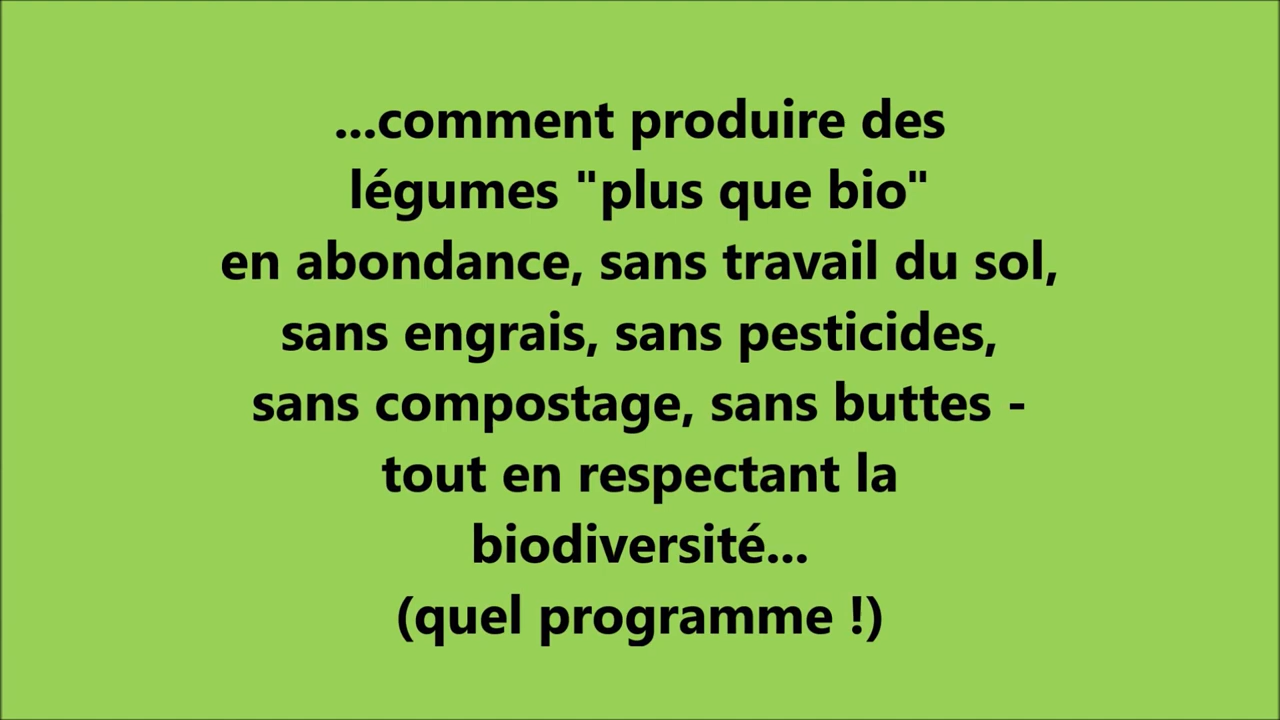 ...comment produire des
légumes "plus que bio"
en abondance, sans travail du sol,
sans engrais, sans pesticides,
sans compostage, sans buttes -
tout en respectant la
biodiversité...
(quel programme !)